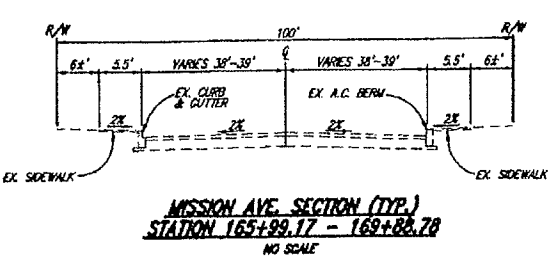 R/W R/W
100'
℄
6±' 5.5' VARIES 38'-39' VARIES 38'-39' 5.5' 6±'
EX. CURB
& GUTTER
EX. A.C. BERM
2% 2% 2% 2%
EX. SIDEWALK
EX. SIDEWALK
MISSION AVE. SECTION (TYP.)
STATION 165+99.17 - 169+88.78
NO SCALE